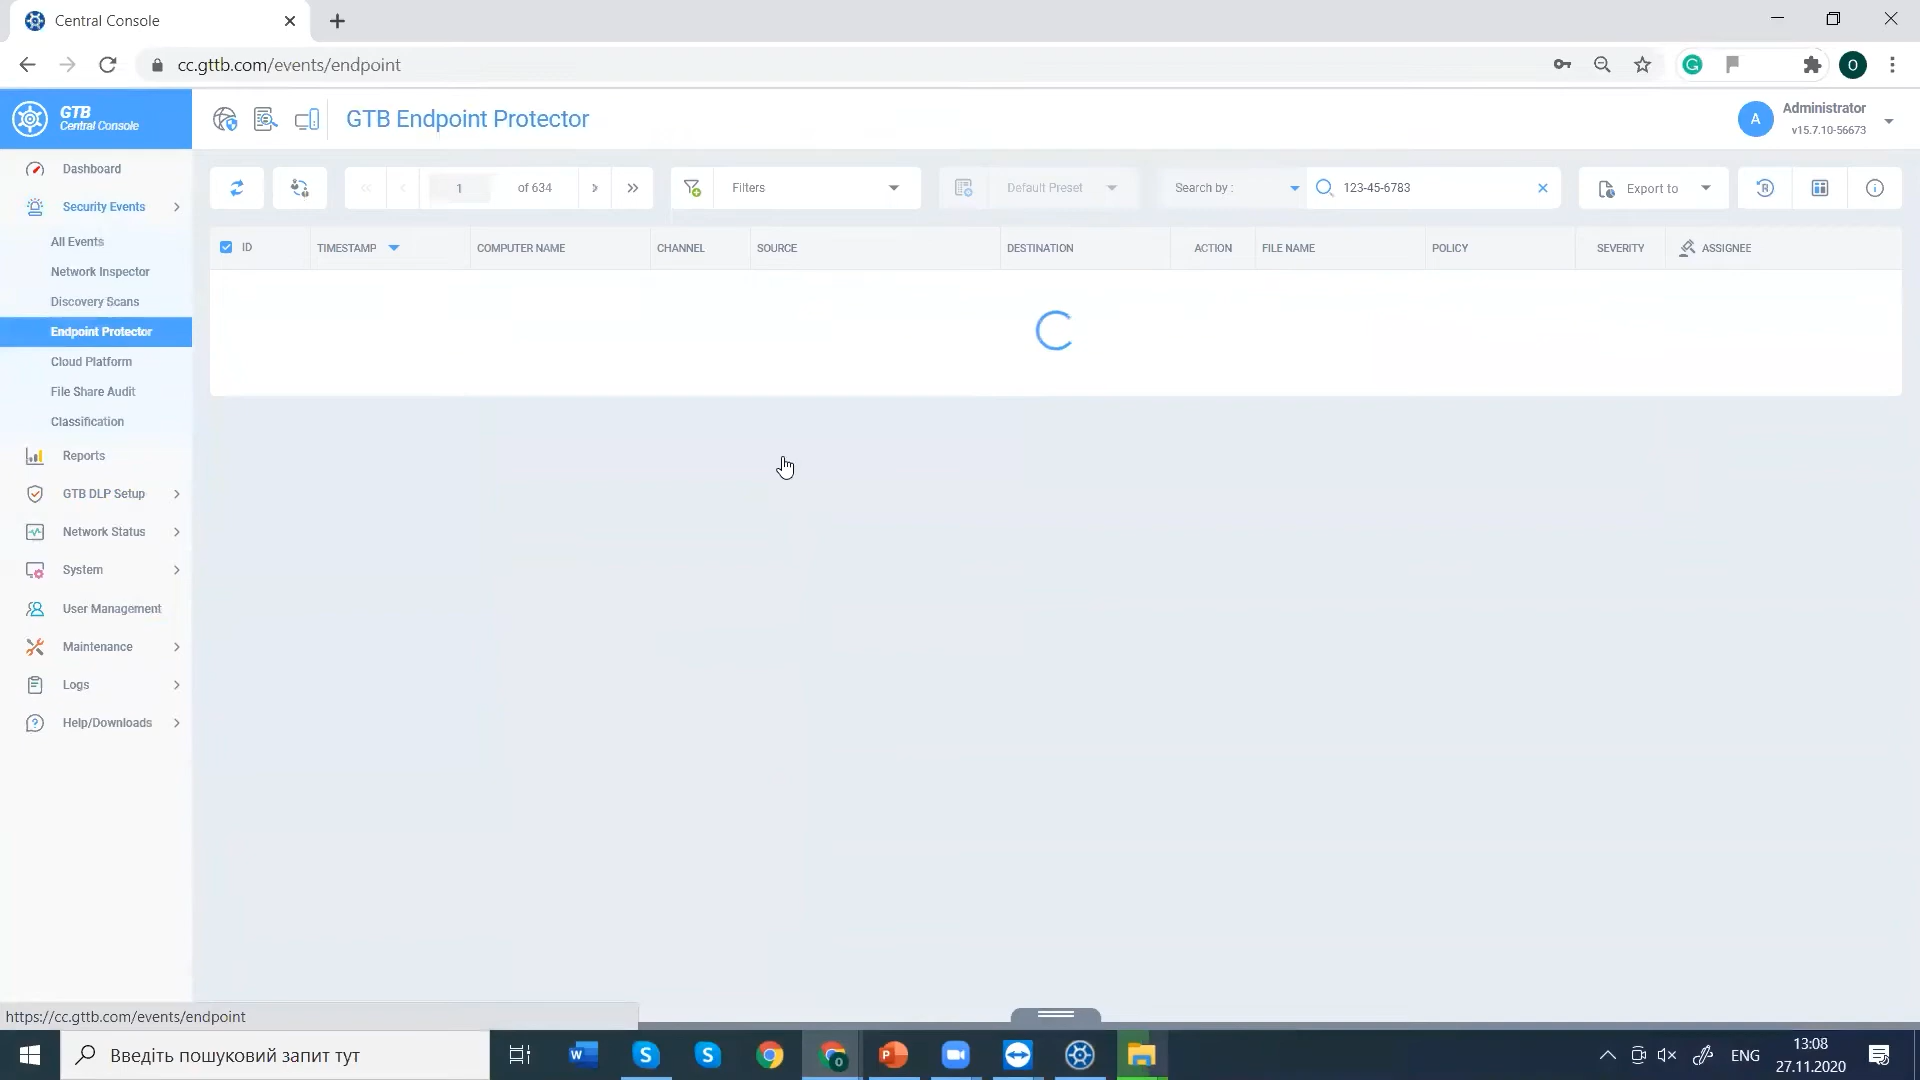 Central Console
cc.gttb.com/events/endpoint
G
O
GTB
Central Console
GTB Endpoint Protector
A
Administrator
v15.7.10-56673
Dashboard
Security Events
All Events
Network Inspector
Discovery Scans
Endpoint Protector
Cloud Platform
File Share Audit
Classification
Reports
GTB DLP Setup
Network Status
System
User Management
Maintenance
Logs
Help/Downloads
1 of 634
Filters
Default Preset
Search by :
123-45-6783
Export to
ID TIMESTAMP COMPUTER NAME CHANNEL SOURCE DESTINATION ACTION FILE NAME POLICY SEVERITY ASSIGNEE
https://cc.gttb.com/events/endpoint
Введіть пошуковий запит тут
ENG
13:08
27.11.2020